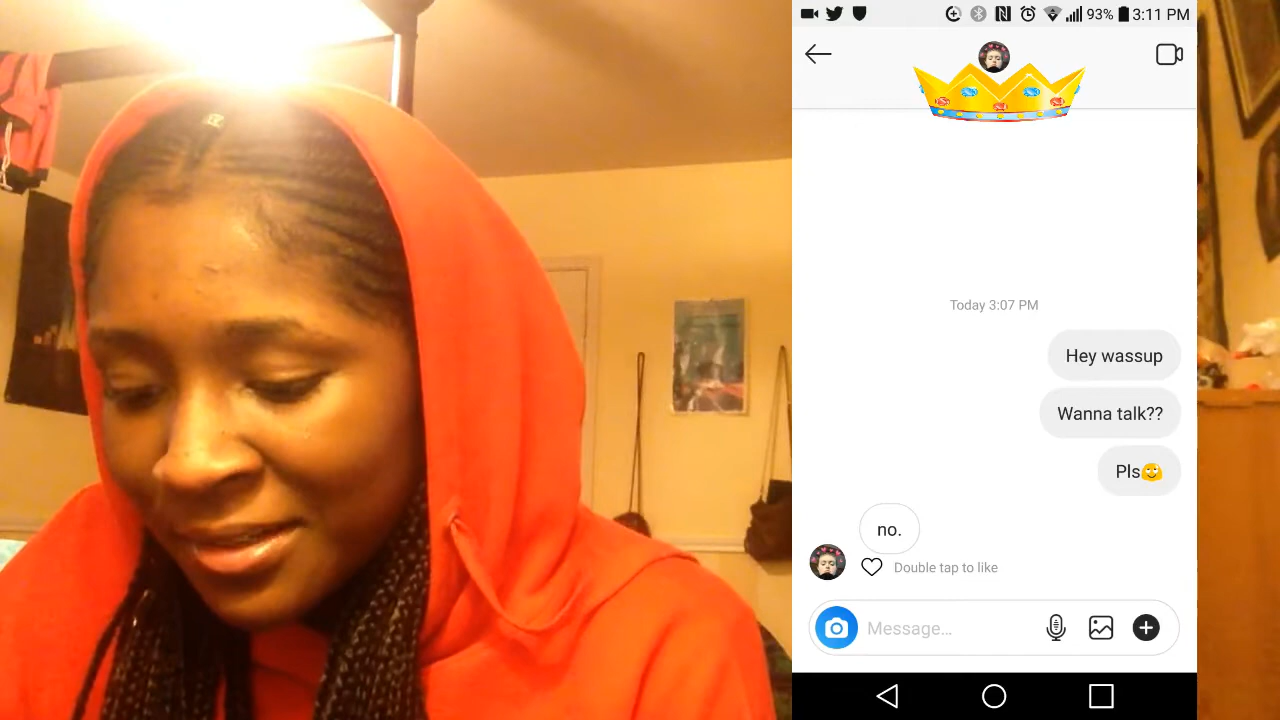 93% 3:11 PM
Today 3:07 PM
Hey wassup
Wanna talk??
Pls🙄
no.
Double tap to like
Message...